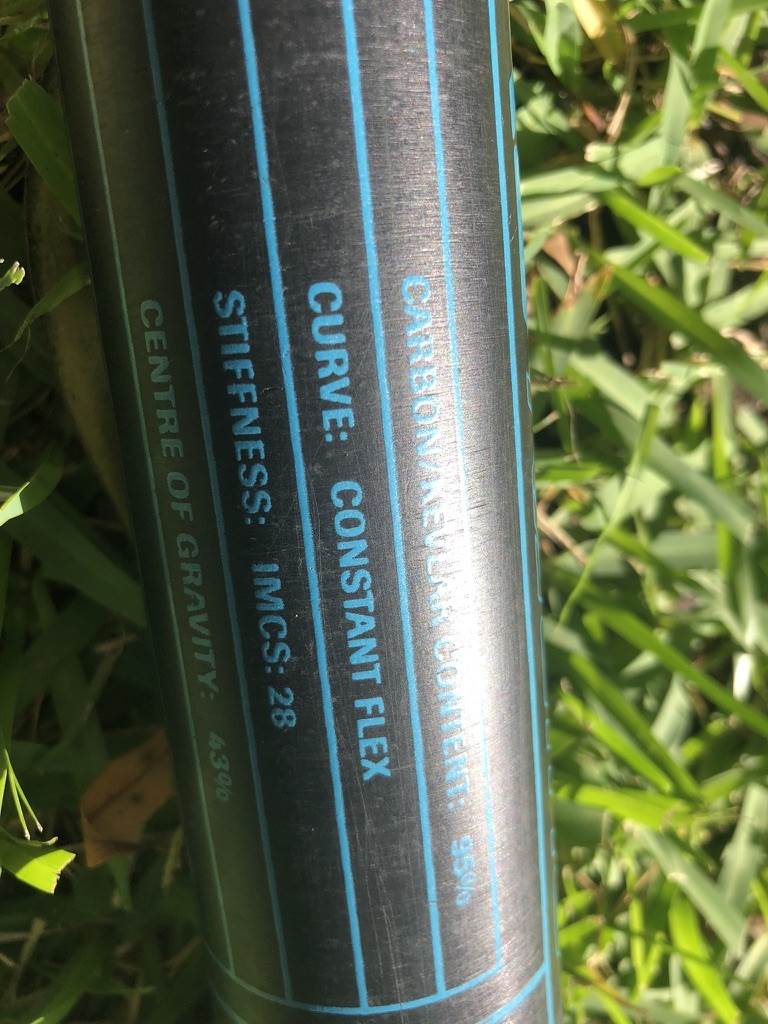 CARBON/KEVLAR CONTENT: 95%
CURVE: CONSTANT FLEX
STIFFNESS: IMCS: 28
CENTRE OF GRAVITY: 43%